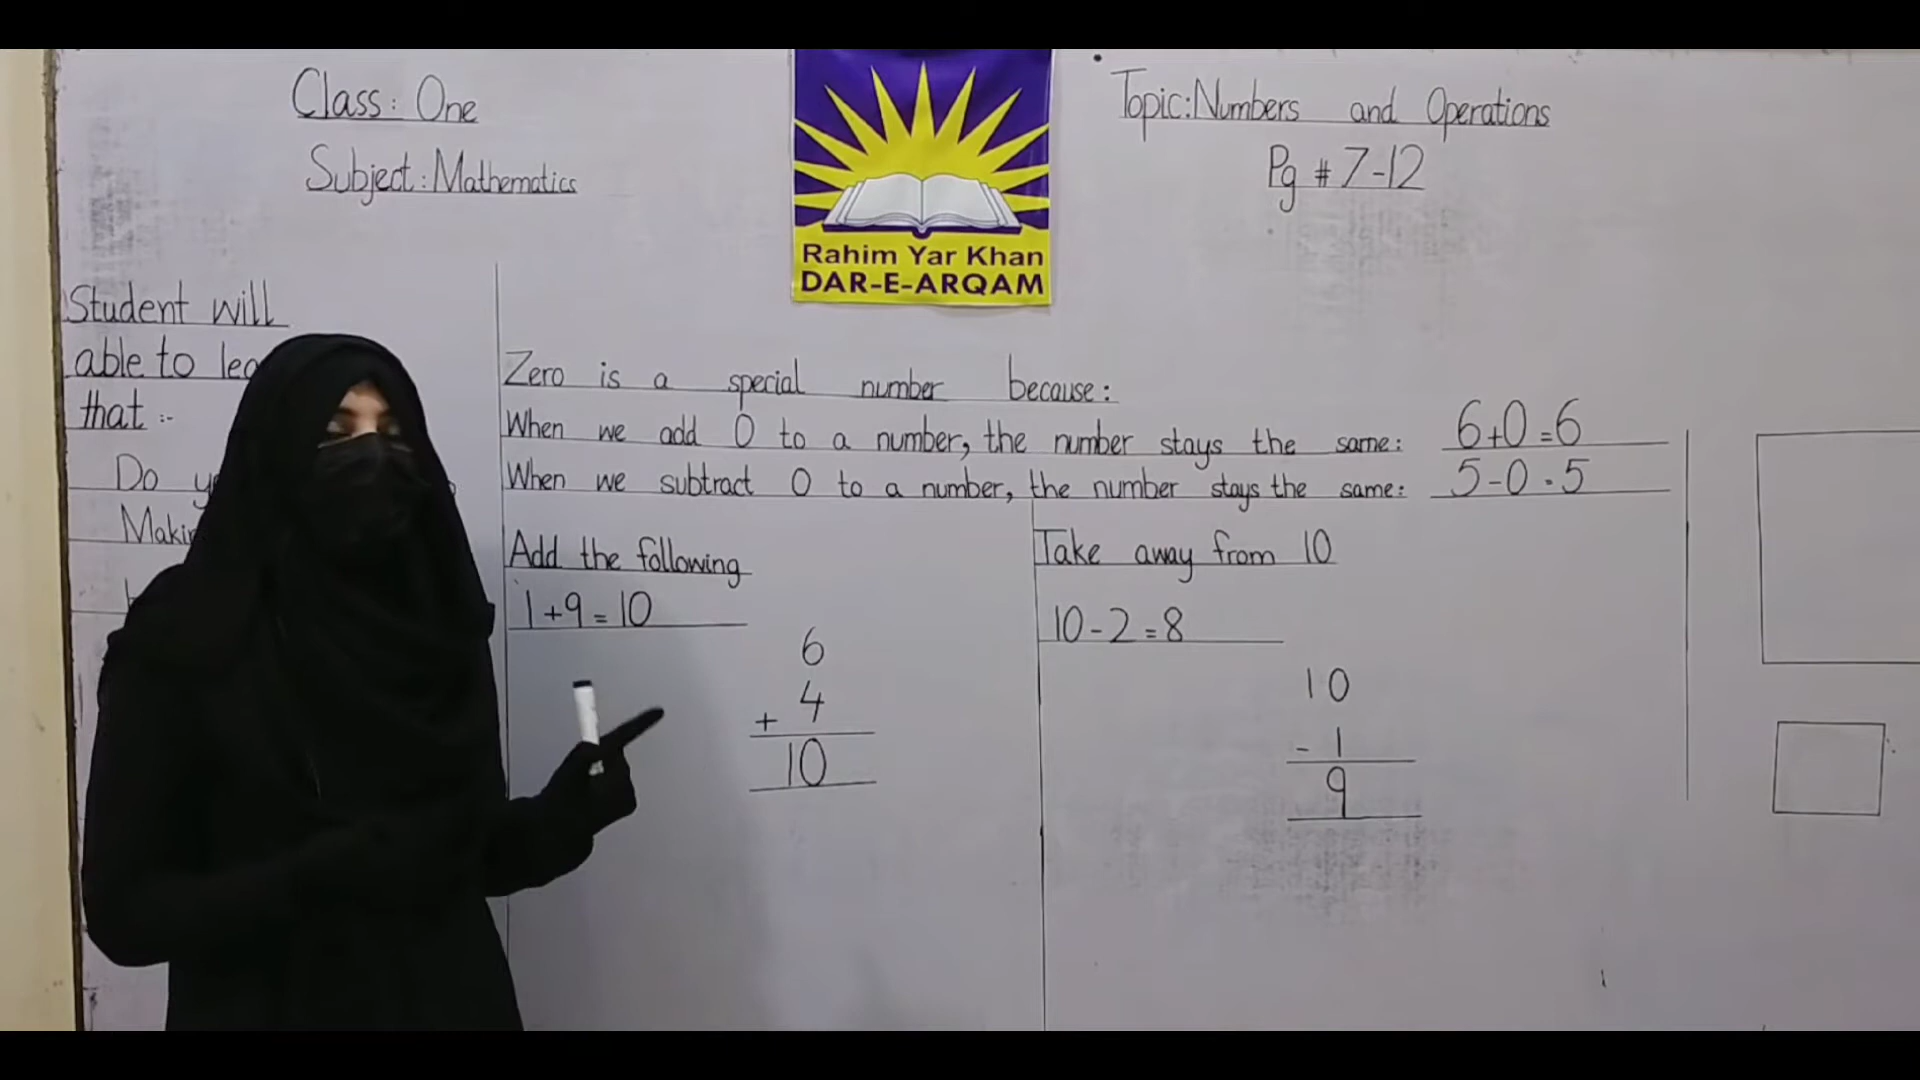 Class: One
Subject: Mathematics
Rahim Yar Khan
DAR-E-ARQAM
Topic: Numbers and Operations
Pg # 7-12
Student will
able to
that :-
Do
Zero is a special number because:
When we add 0 to a number, the number stays the same: 6+0=6
When we subtract 0 to a number, the number stays the same: 5-0=5
Add the following
1+9=10
6
+ 4
10
Take away from 10
10-2=8
10
- 1
9